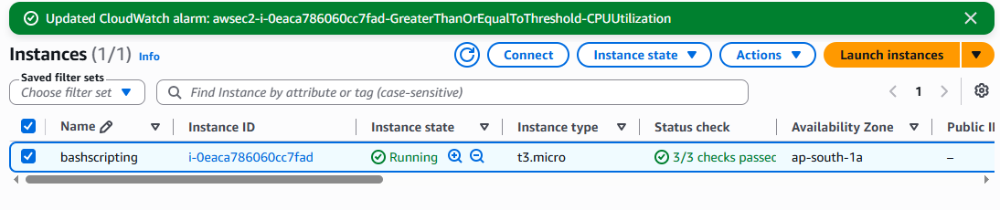 Updated CloudWatch alarm: awsec2-i-0eaca786060cc7fad-GreaterThanOrEqualToThreshold-CPUUtilization
Instances (1/1) Info Connect Instance state Actions Launch instances
Saved filter sets
Choose filter set Find Instance by attribute or tag (case-sensitive) 1
Name Instance ID Instance state Instance type Status check Availability Zone Public I
bashscripting i-0eaca786060cc7fad Running t3.micro 3/3 checks passec ap-south-1a –